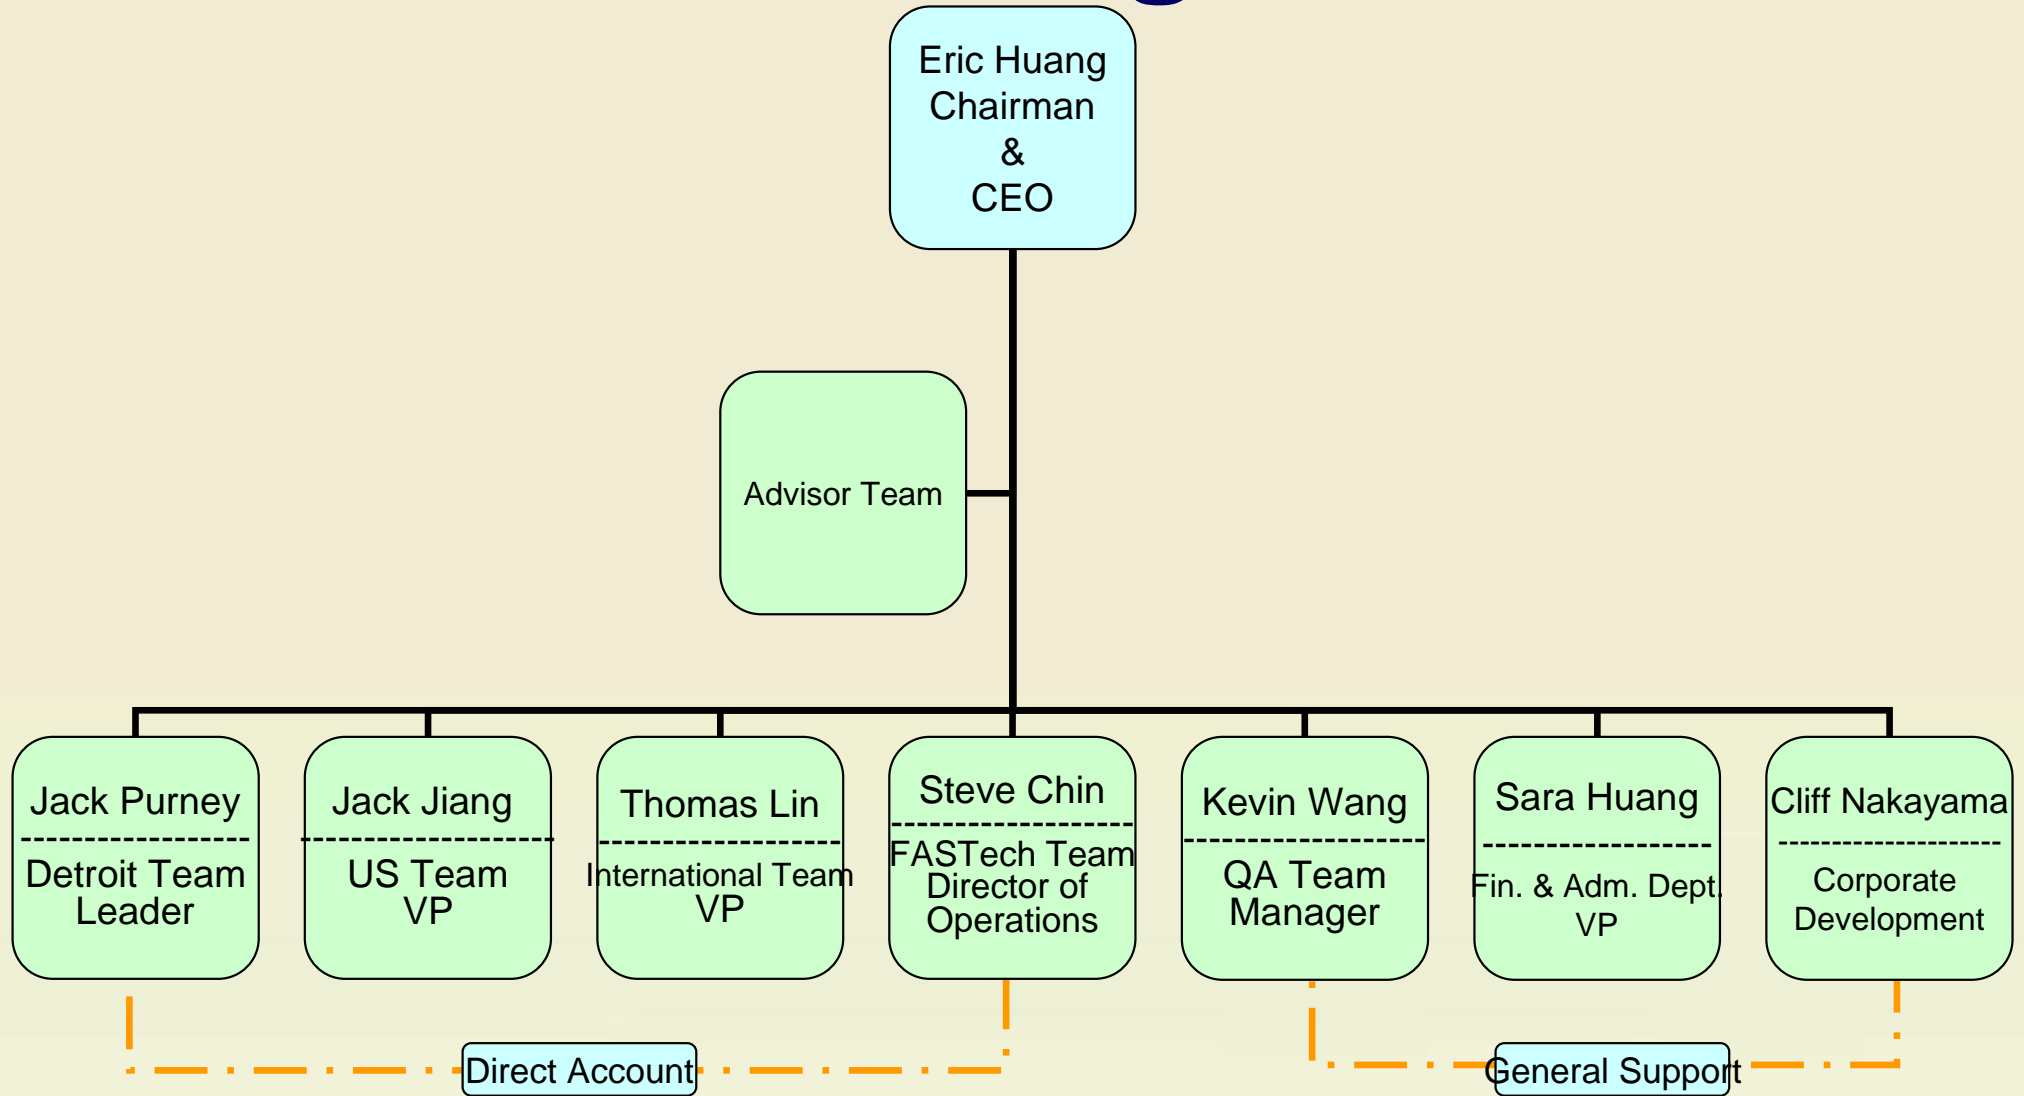 Eric Huang
Chairman
&
CEO
Advisor Team
Jack Purney
Detroit Team
Leader
Jack Jiang
US Team
VP
Thomas Lin
International Team
VP
Steve Chin
FASTech Team
Director of
Operations
Kevin Wang
QA Team
Manager
Sara Huang
Fin. & Adm. Dept.
VP
Cliff Nakayama
Corporate
Development
Direct Account
General Support